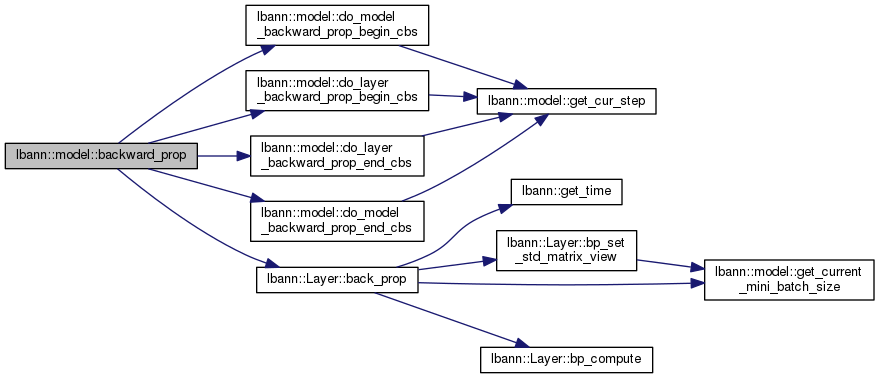 lbann::model::do_model
_backward_prop_begin_cbs
lbann::model::do_layer
_backward_prop_begin_cbs
lbann::model::get_cur_step
lbann::model::backward_prop
lbann::model::do_layer
_backward_prop_end_cbs
lbann::get_time
lbann::model::do_model
_backward_prop_end_cbs
lbann::Layer::bp_set
_std_matrix_view
lbann::Layer::back_prop
lbann::model::get_current
_mini_batch_size
lbann::Layer::bp_compute